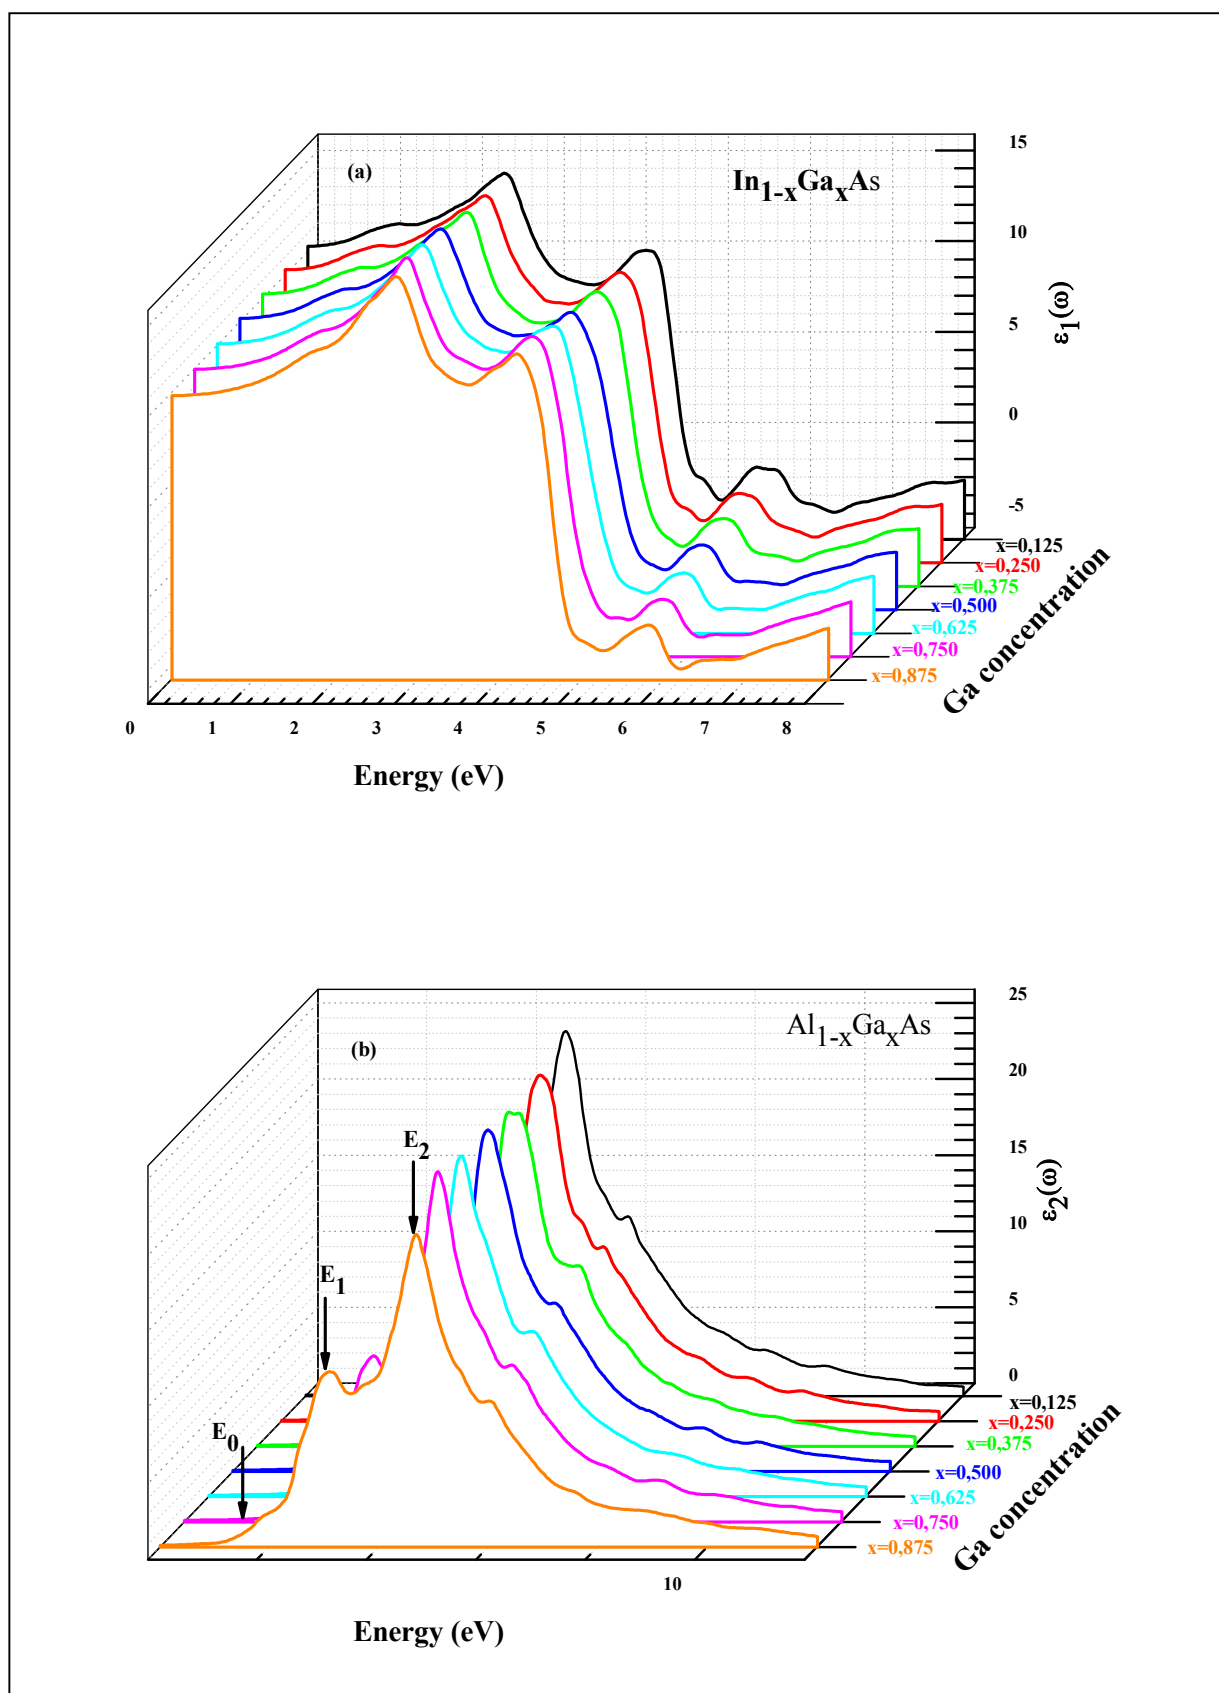 (a)
In1-xGaxAs
15
10
5
0
-5
ε1(ω)
x=0,125
x=0,250
x=0,375
x=0,500
x=0,625
x=0,750
x=0,875
Ga concentration
0 1 2 3 4 5 6 7 8
Energy (eV)
(b)
Al1-xGaxAs
25
20
15
10
5
0
ε2(ω)
E2
E1
E0
x=0,125
x=0,250
x=0,375
x=0,500
x=0,625
x=0,750
x=0,875
Ga concentration
10
Energy (eV)